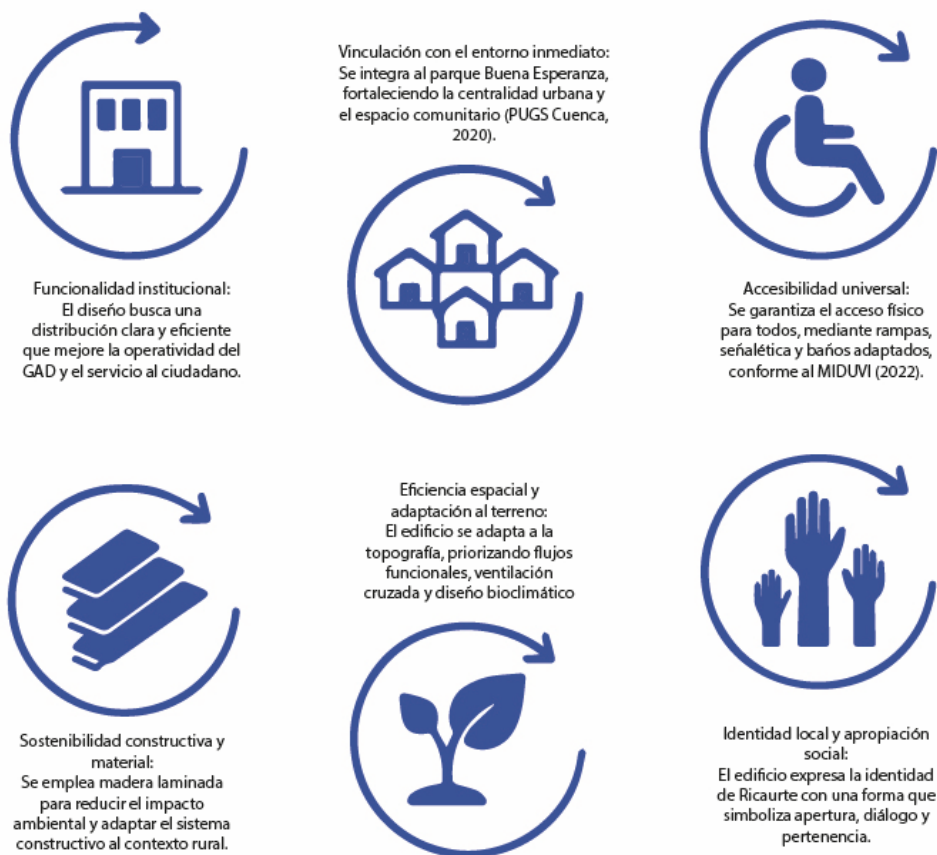 Funcionalidad institucional:
El diseño busca una
distribución clara y eficiente
que mejore la operatividad del
GAD y el servicio al ciudadano.
Vinculación con el entorno inmediato:
Se integra al parque Buena Esperanza,
fortaleciendo la centralidad urbana y
el espacio comunitario (PUGS Cuenca,
2020).
Accesibilidad universal:
Se garantiza el acceso físico
para todos, mediante rampas,
señalética y baños adaptados,
conforme al MIDUVI (2022).
Sostenibilidad constructiva y
material:
Se emplea madera laminada
para reducir el impacto
ambiental y adaptar el sistema
constructivo al contexto rural.
Eficiencia espacial y
adaptación al terreno:
El edificio se adapta a la
topografía, priorizando flujos
funcionales, ventilación
cruzada y diseño bioclimático
Identidad local y apropiación
social:
El edificio expresa la identidad
de Ricaurte con una forma que
simboliza apertura, diálogo y
pertenencia.